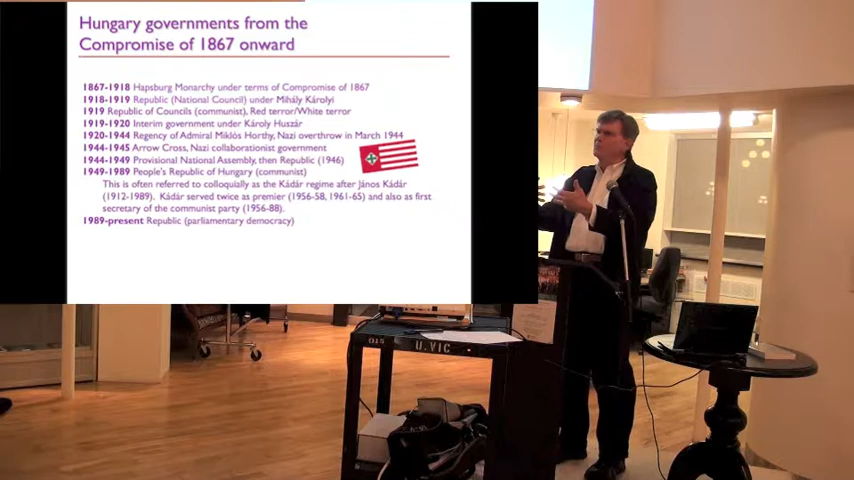 Hungary governments from the
Compromise of 1867 onward
1867-1918 Hapsburg Monarchy under terms of Compromise of 1867
1918-1919 Republic (National Council) under Mihály Károlyi
1919 Republic of Councils (communist), Red terror/White terror
1919-1920 Interim government under Károly Huszár
1920-1944 Regency of Admiral Miklós Horthy, Nazi overthrow in March 1944
1944-1945 Arrow Cross, Nazi collaborationist government
1944-1949 Provisional National Assembly, then Republic (1946)
1949-1989 People's Republic of Hungary (communist)
This is often referred to colloquially as the Kádár regime after János Kádár
(1912-1989). Kádár served twice as premier (1956-58, 1961-65) and also as first
secretary of the communist party (1956-88).
1989-present Republic (parliamentary democracy)
U.VIC